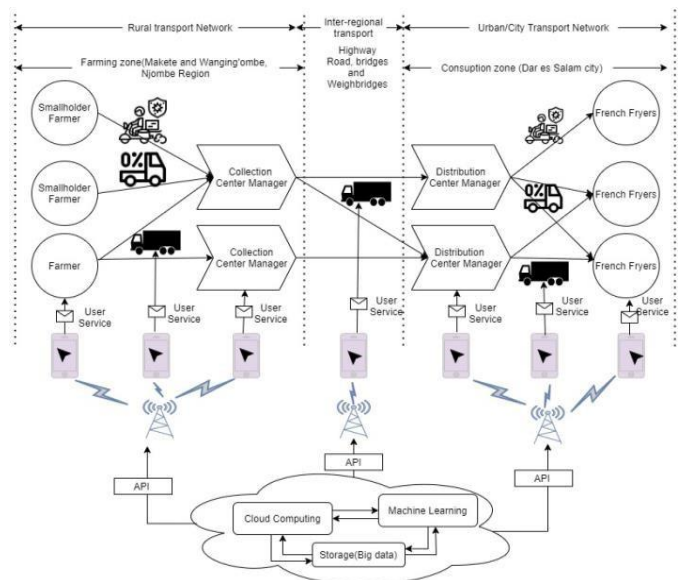 Rural transport Network
Inter-regional
transport
Urban/City Transport Network
Farming zone(Makete and Wanging'ombe,
Njombe Region
Highway
Road, bridges
and
Weighbridges
Consuption zone (Dar es Salam city)
Smallholder
Farmer
Smallholder
Farmer
Farmer
0%
Collection
Center Manager
Collection
Center Manager
Distribution
Center Manager
Distribution
Center Manager
0%
French Fryers
French Fryers
French Fryers
User
Service
User
Service
User
Service
User
Service
User
Service
User
Service
User
Service
API
API
API
Cloud Computing
Machine Learning
Storage(Big data)